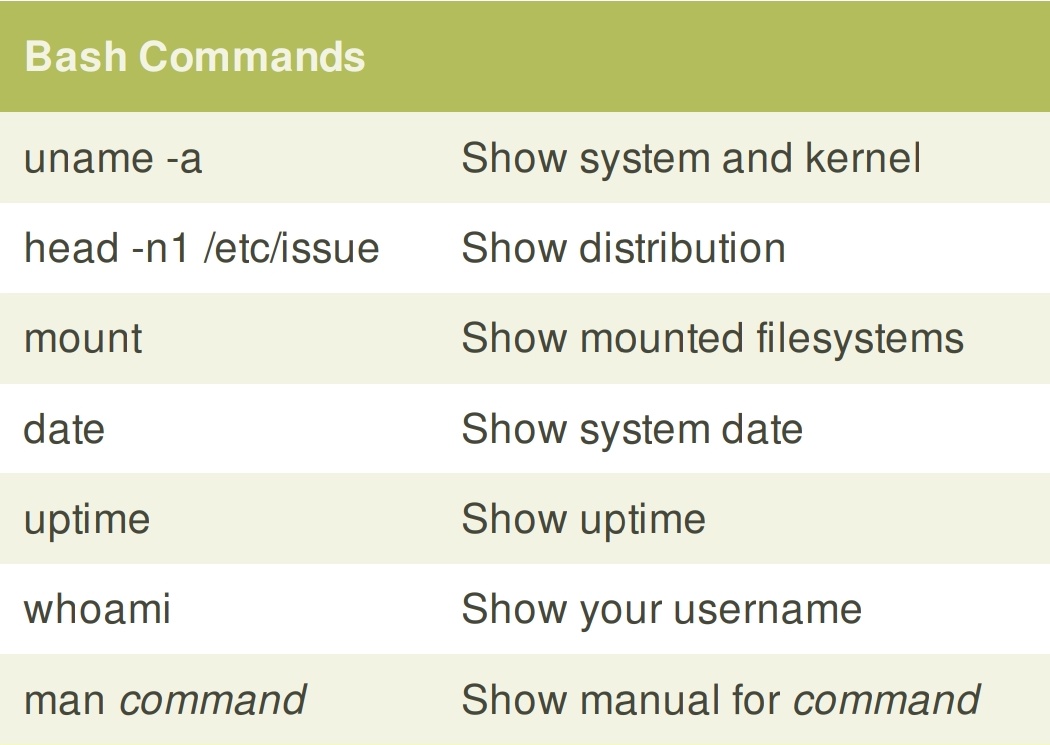 Bash Commands
uname -a Show system and kernel
head -n1 /etc/issue Show distribution
mount Show mounted filesystems
date Show system date
uptime Show uptime
whoami Show your username
man command Show manual for command